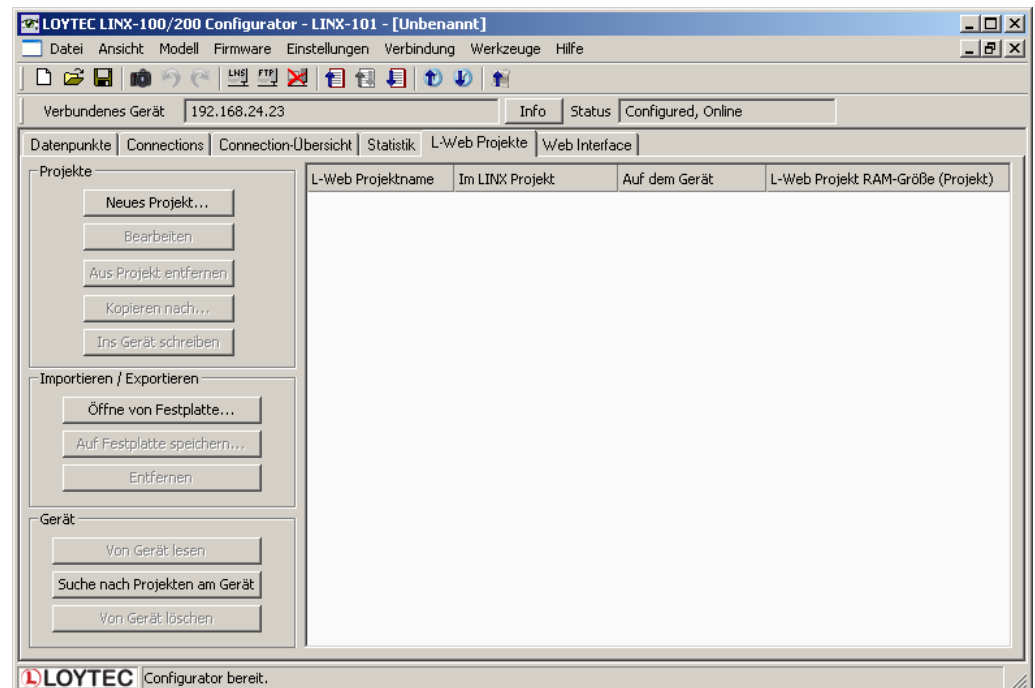 LOYTEC LINX-100/200 Configurator - LINX-101 - [Unbenannt]
Datei Ansicht Modell Firmware Einstellungen Verbindung Werkzeuge Hilfe
LNS FTP
Verbundenes Gerät 192.168.24.23 Info Status Configured, Online
Datenpunkte Connections Connection-Übersicht Statistik L-Web Projekte Web Interface
Projekte
Neues Projekt...
Bearbeiten
Aus Projekt entfernen
Kopieren nach...
Ins Gerät schreiben
Importieren / Exportieren
Öffne von Festplatte...
Auf Festplatte speichern...
Entfernen
Gerät
Von Gerät lesen
Suche nach Projekten am Gerät
Von Gerät löschen
L-Web Projektname Im LINX Projekt Auf dem Gerät L-Web Projekt RAM-Größe (Projekt)
LOYTEC Configurator bereit.